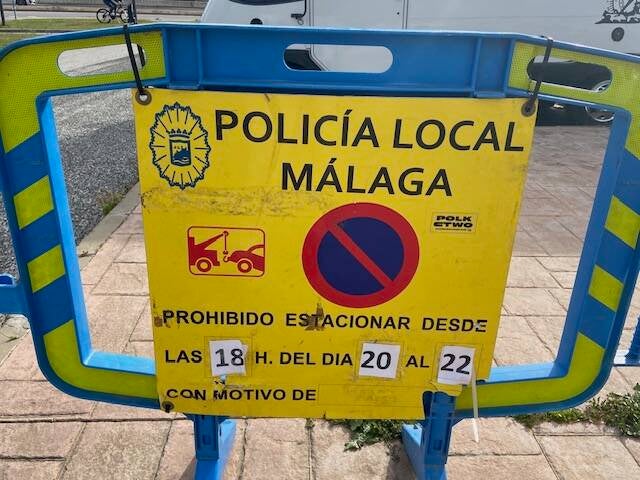 POLICÍA LOCAL
MÁLAGA
POLK
CTWO
PROHIBIDO ESTACIONAR DESDE
LAS 18 H. DEL DIA 20 AL 22
CON MOTIVO DE